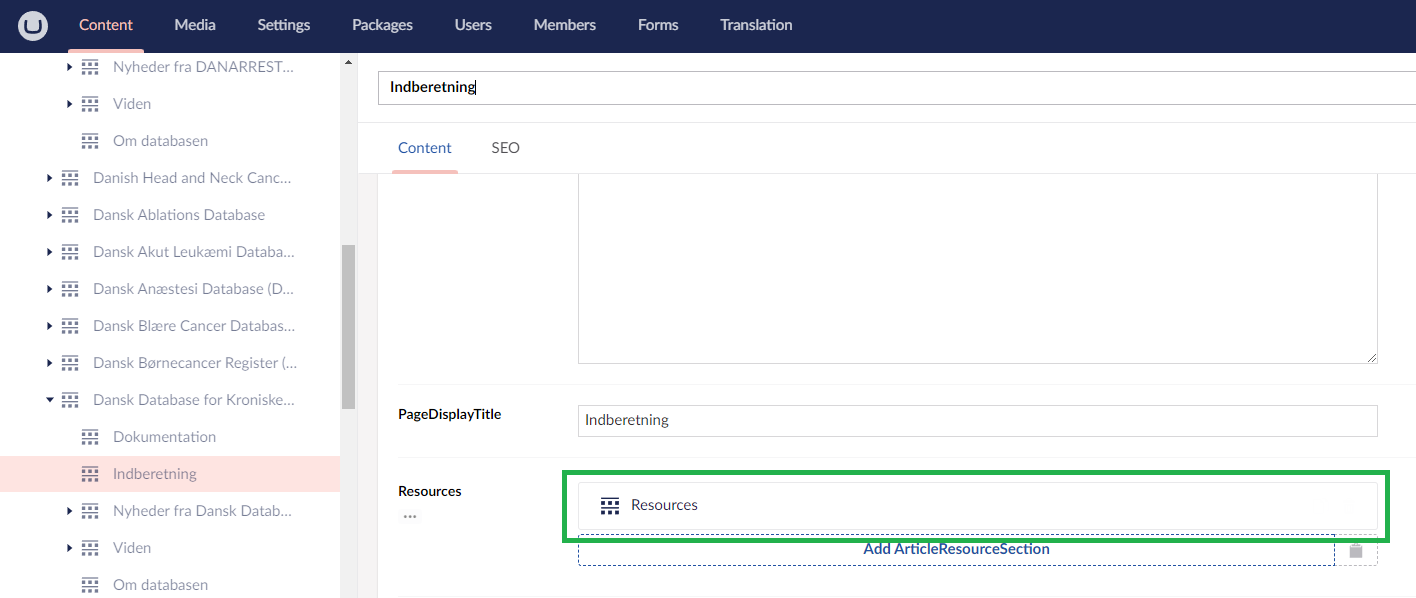 Content Media Settings Packages Users Members Forms Translation
Nyheder fra DANARREST...
Viden
Om databasen
Danish Head and Neck Canc...
Dansk Ablations Database
Dansk Akut Leukæmi Databa...
Dansk Anæstesi Database (D...
Dansk Blære Cancer Databas...
Dansk Børnecancer Register (...
Dansk Database for Kroniske...
Dokumentation
Indberetning
Nyheder fra Dansk Datab...
Viden
Om databasen
Indberetning
Content SEO
PageDisplayTitle
Indberetning
Resources
Resources
Add ArticleResourceSection